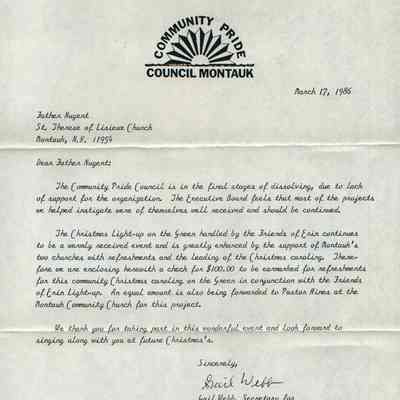 COMMUNITY PRIDE
COUNCIL MONTAUK
March 17, 1986
Father Nugent
St. Therese of Lisieux Church
Montauk, N.Y. 11954
Dear Father Nugent:
The Community Pride Council is in the final stages of dissolving, due to lack
of support for the organization. The Executive Board feels that most of the projects
we helped instigate were of themselves well received and should be continued.
The Christmas Light-up on the Green handled by the Friends of Erin continues
to be a warmly received event and is greatly enhanced by the support of Montauk's
two churches with refreshments and the leading of the Christmas caroling. There-
fore we are enclosing herewith a check for $100.00 to be earmarked for refreshments
for this community Christmas caroling on the Green in conjunction with the Friends
of Erin Light-up. An equal amount is also being forwarded to Pastor Hines at the
Montauk Community Church for this project.
We thank you for taking part in this wonderful event and look forward to
singing along with you at future Christmas's.
Sincerely,
Gail Webb
Gail Webb, Secretary for